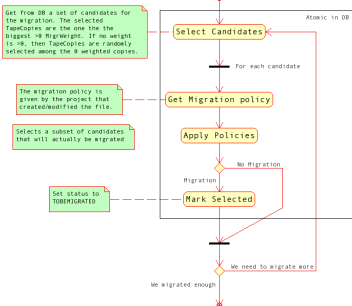 Get from DB a set of candidates for
the migration. The selected
TapeCopies are the one the the
biggest >0 MigrWeight. If no weight
is >0, then TapeCopies are randomly
selected among the 0 weighted copies.
Atomic in DB
Select Candidates
For each candidate
The migration policy is
given by the project that
created/modified the file.
Get Migration policy
Selects a subset of candidates
that will actually be migrated
Apply Policies
No Migration
Migration
Set status to
TOBEMIGRATED
Mark Selected
We need to migrate more
We migrated enough